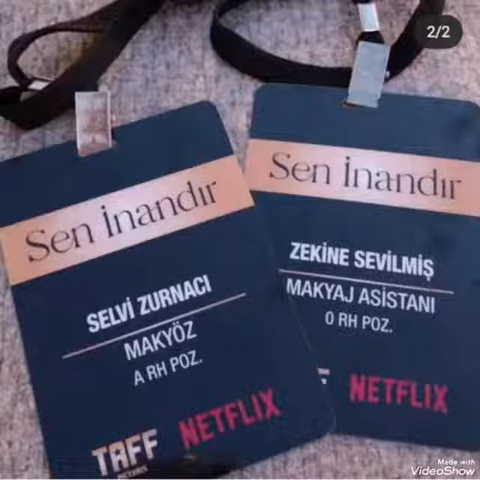 2/2
Sen İnandır
SELVİ ZURNACI
MAKYÖZ
A RH POZ.
TAFF
NETFLIX
Sen İnandır
ZEKİNE SEVİLMİŞ
MAKYAJ ASİSTANI
0 RH POZ.
F
NETFLIX
Made with
VideoShow